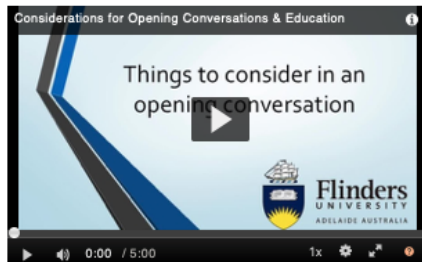 Considerations for Opening Conversations & Education
Things to consider in an
opening conversation
Flinders
UNIVERSITY
ADELAIDE AUSTRALIA
0:00 / 5:00
1x